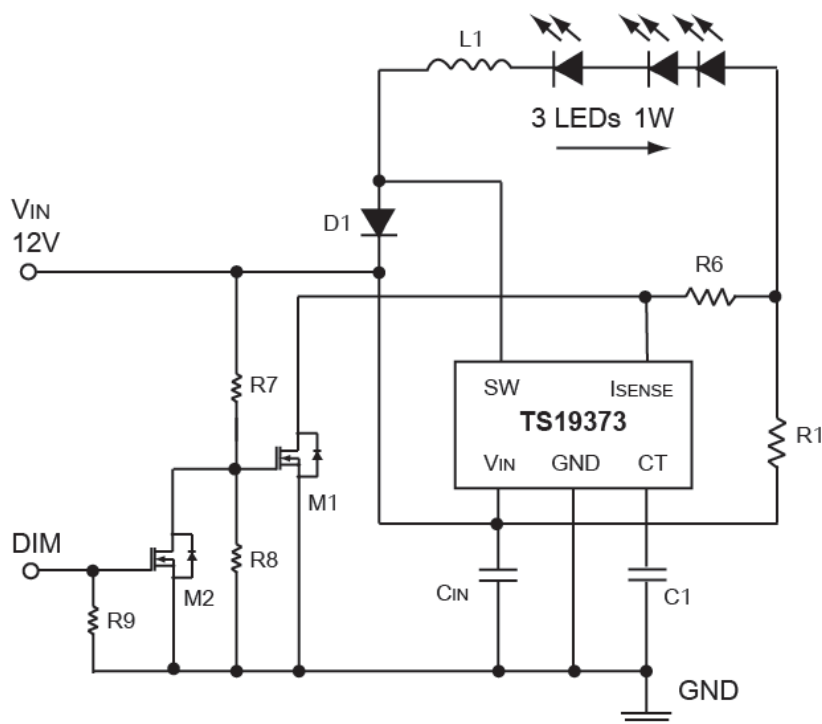 L1
3 LEDs 1W
VIN
12V
D1
R6
R7
SW
ISENSE
TS19373
R1
VIN
GND
CT
M1
DIM
R8
M2
R9
CIN
C1
GND